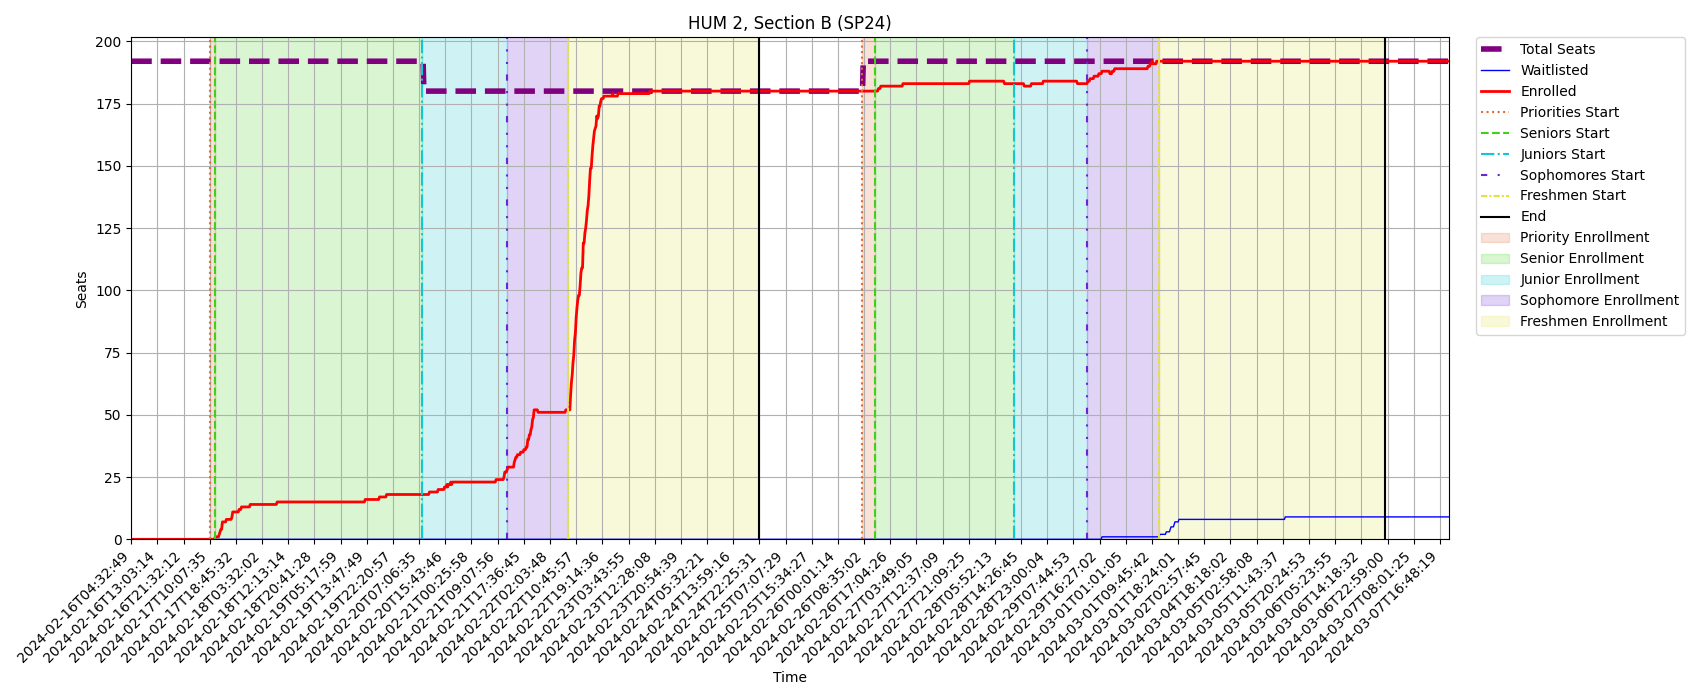 HUM 2, Section B (SP24)
200
175
150
125
100
75
50
25
0
Seats
2024-02-16T04:32:49
2024-02-16T13:03:14
2024-02-16T21:32:12
2024-02-17T10:07:35
2024-02-17T18:45:32
2024-02-18T03:32:02
2024-02-18T12:13:14
2024-02-18T20:41:28
2024-02-19T05:17:59
2024-02-19T13:47:49
2024-02-19T22:20:57
2024-02-20T07:06:35
2024-02-20T15:43:46
2024-02-21T00:25:58
2024-02-21T09:07:56
2024-02-21T17:36:45
2024-02-22T02:03:48
2024-02-22T10:45:57
2024-02-22T19:14:36
2024-02-23T03:43:55
2024-02-23T12:28:08
2024-02-23T20:54:39
2024-02-24T05:32:21
2024-02-24T13:59:16
2024-02-24T22:25:31
2024-02-25T07:07:29
2024-02-25T15:34:27
2024-02-26T00:01:14
2024-02-26T08:35:02
2024-02-26T17:04:26
2024-02-27T03:49:05
2024-02-27T12:37:09
2024-02-27T21:09:25
2024-02-28T05:52:13
2024-02-28T14:26:45
2024-02-28T23:00:04
2024-02-29T07:44:53
2024-02-29T16:27:02
2024-03-01T01:01:05
2024-03-01T09:45:42
2024-03-01T18:24:01
2024-03-02T02:57:45
2024-03-04T18:18:02
2024-03-05T02:58:08
2024-03-05T11:43:37
2024-03-05T20:24:53
2024-03-06T05:23:55
2024-03-06T14:18:32
2024-03-06T22:59:00
2024-03-07T08:01:25
2024-03-07T16:48:19
Time
Total Seats
Waitlisted
Enrolled
Priorities Start
Seniors Start
Juniors Start
Sophomores Start
Freshmen Start
End
Priority Enrollment
Senior Enrollment
Junior Enrollment
Sophomore Enrollment
Freshmen Enrollment